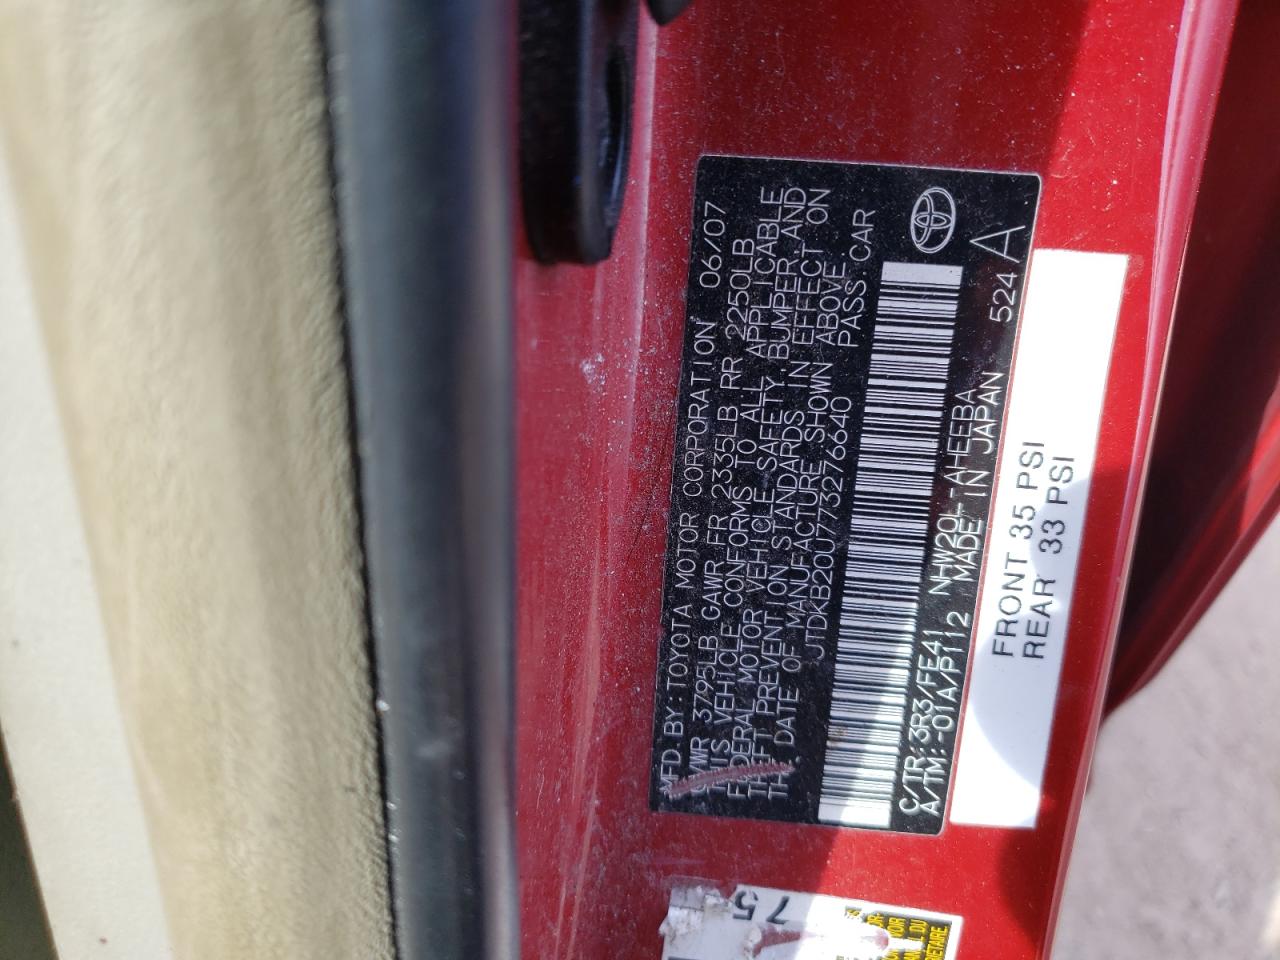 MFD. BY: TOYOTA MOTOR CORPORATION 06/07
GVWR 3795LB GAWR FR 2335LB RR 2250LB
THIS VEHICLE CONFORMS TO ALL APPLICABLE
FEDERAL MOTOR VEHICLE SAFETY, BUMPER, AND
THEFT PREVENTION STANDARDS IN EFFECT ON
THE DATE OF MANUFACTURE SHOWN ABOVE.
JTDKB20U773276640 PASS. CAR
C/TR: 3R3/FE41 NHW20L-AHEEBA
A/TM: -01A/P112 MADE IN JAPAN 524 A
FRONT 35 PSI
REAR 33 PSI
75